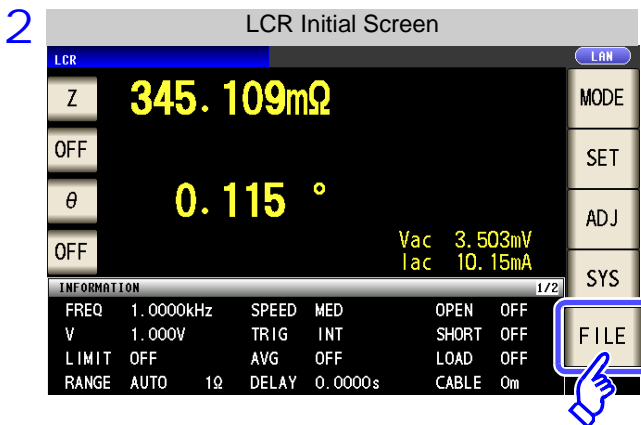 2
LCR Initial Screen
LCR
LAN
Z 345.109mΩ
OFF
θ 0.115 °
OFF
Vac 3.503mV
Iac 10.15mA
MODE
SET
ADJ
SYS
FILE
INFORMATION 1/2
FREQ 1.0000kHz SPEED MED OPEN OFF
V 1.000V TRIG INT SHORT OFF
LIMIT OFF AVG OFF LOAD OFF
RANGE AUTO 1Ω DELAY 0.0000s CABLE 0m